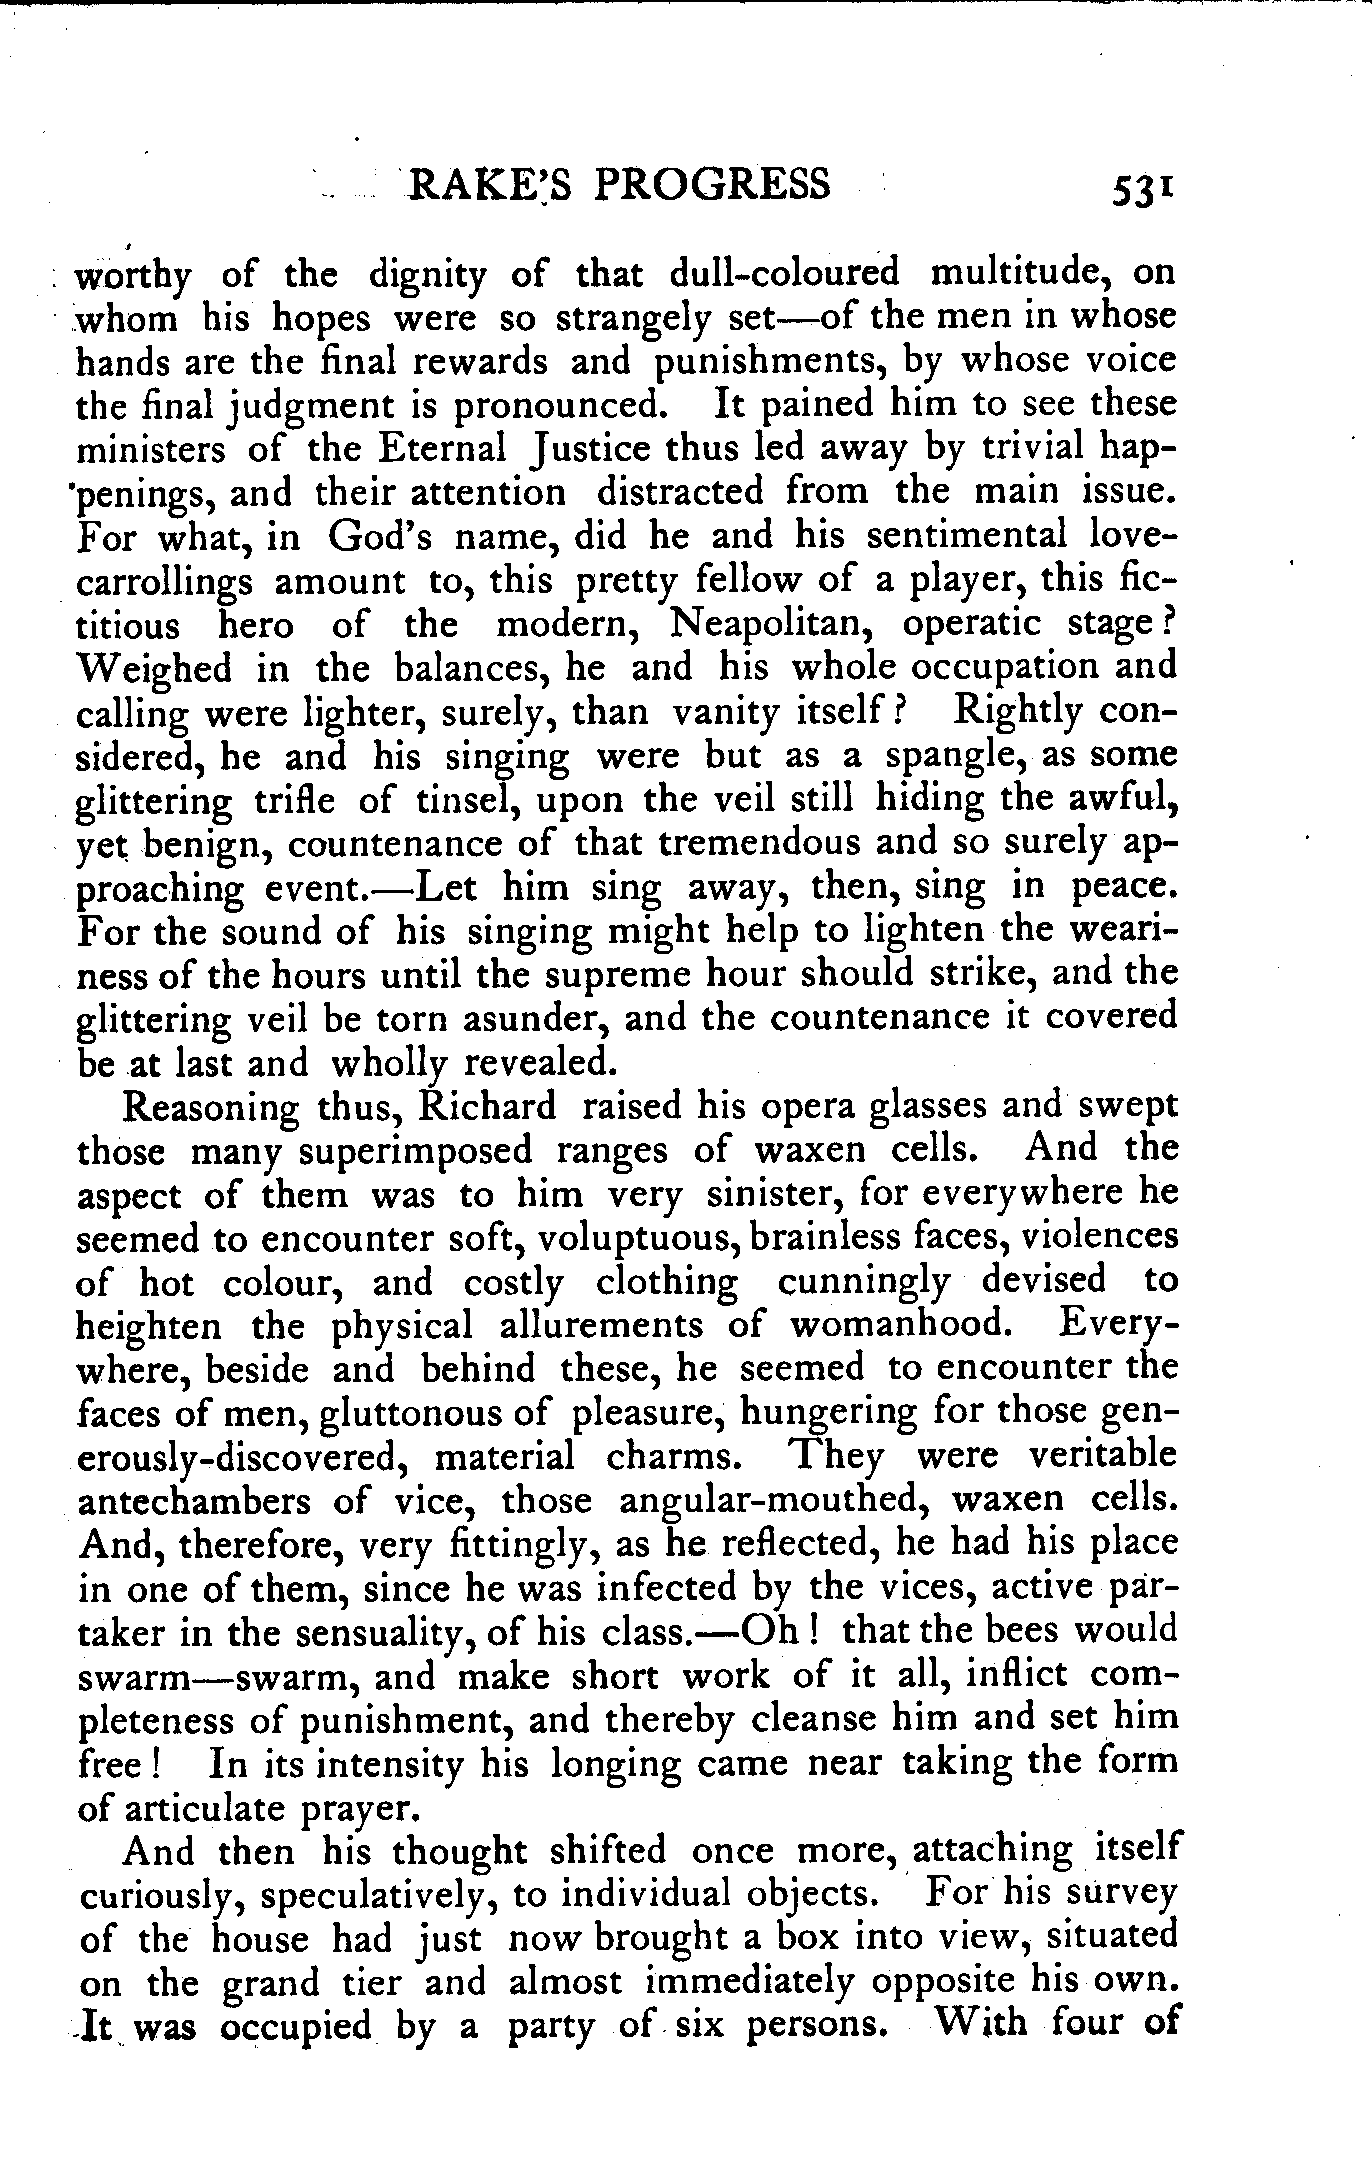 RAKE'S PROGRESS 531
worthy of the dignity of that dull-coloured multitude, on
whom his hopes were so strangely set—of the men in whose
hands are the final rewards and punishments, by whose voice
the final judgment is pronounced. It pained him to see these
ministers of the Eternal Justice thus led away by trivial hap-
penings, and their attention distracted from the main issue.
For what, in God's name, did he and his sentimental love-
carrollings amount to, this pretty fellow of a player, this fic-
titious hero of the modern, Neapolitan, operatic stage?
Weighed in the balances, he and his whole occupation and
calling were lighter, surely, than vanity itself? Rightly con-
sidered, he and his singing were but as a spangle, as some
glittering trifle of tinsel, upon the veil still hiding the awful,
yet benign, countenance of that tremendous and so surely ap-
proaching event.—Let him sing away, then, sing in peace.
For the sound of his singing might help to lighten the weari-
ness of the hours until the supreme hour should strike, and the
glittering veil be torn asunder, and the countenance it covered
be at last and wholly revealed.
Reasoning thus, Richard raised his opera glasses and swept
those many superimposed ranges of waxen cells. And the
aspect of them was to him very sinister, for everywhere he
seemed to encounter soft, voluptuous, brainless faces, violences
of hot colour, and costly clothing cunningly devised to
heighten the physical allurements of womanhood. Every-
where, beside and behind these, he seemed to encounter the
faces of men, gluttonous of pleasure, hungering for those gen-
erously-discovered, material charms. They were veritable
antechambers of vice, those angular-mouthed, waxen cells.
And, therefore, very fittingly, as he reflected, he had his place
in one of them, since he was infected by the vices, active par-
taker in the sensuality, of his class.—Oh! that the bees would
swarm—swarm, and make short work of it all, inflict com-
pleteness of punishment, and thereby cleanse him and set him
free! In its intensity his longing came near taking the form
of articulate prayer.
And then his thought shifted once more, attaching itself
curiously, speculatively, to individual objects. For his survey
of the house had just now brought a box into view, situated
on the grand tier and almost immediately opposite his own.
It was occupied by a party of six persons. With four of